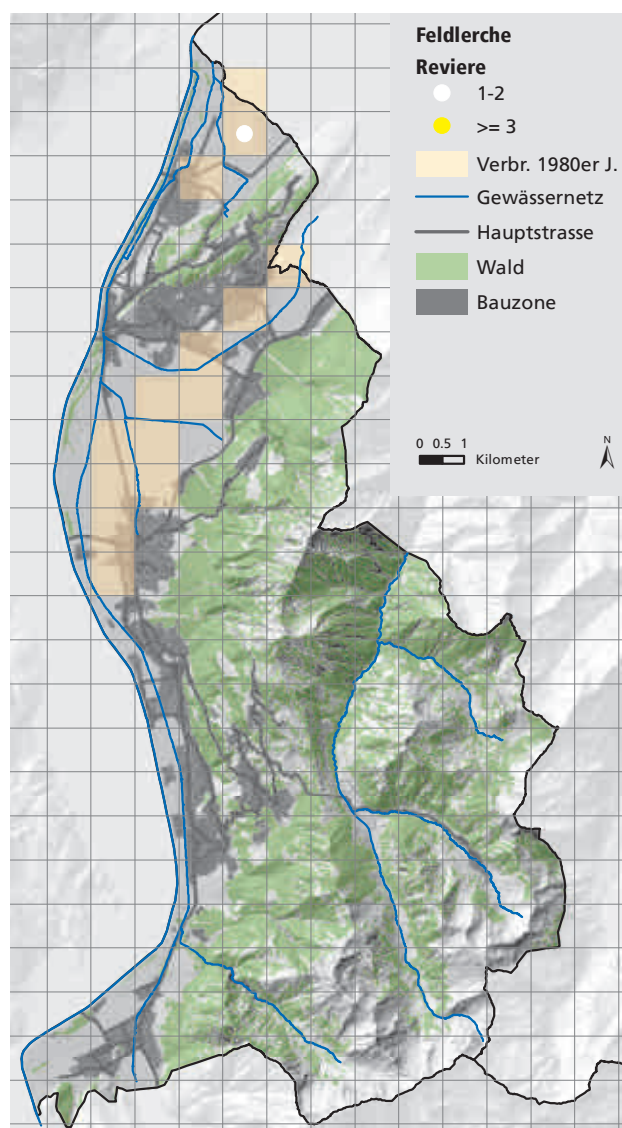 Feldlerche
Reviere
1-2
>= 3
Verbr. 1980er J.
Gewässernetz
Hauptstrasse
Wald
Bauzone
0 0.5 1
Kilometer
N